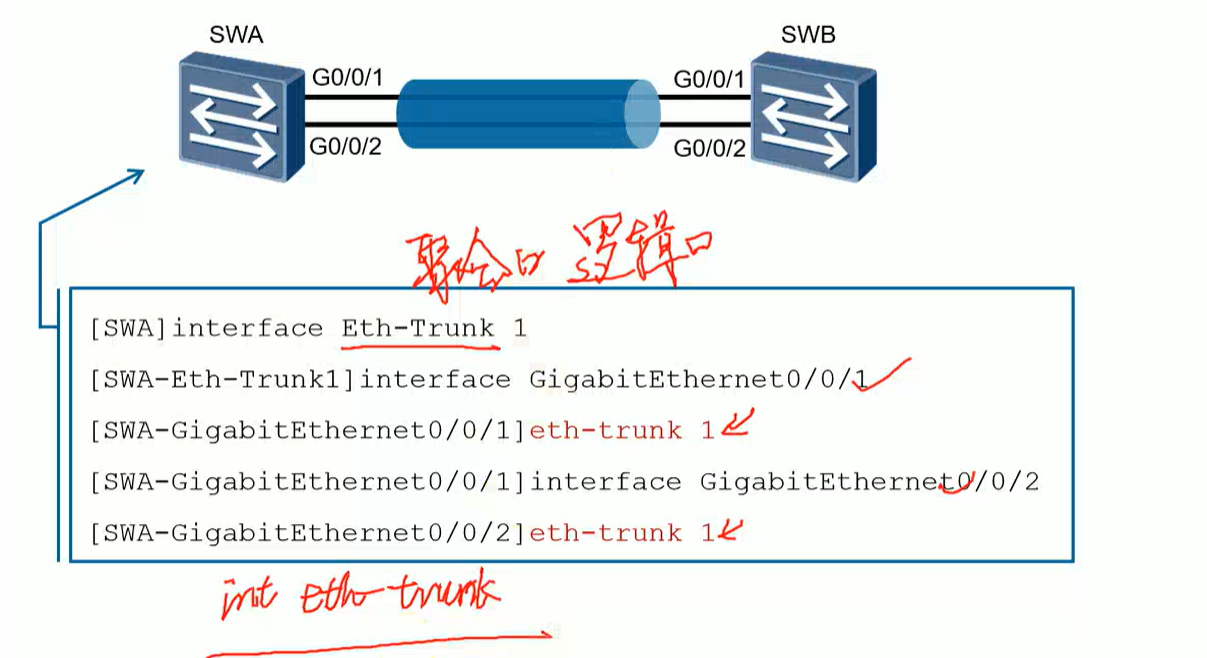 SWA SWB
G0/0/1 G0/0/1
G0/0/2 G0/0/2
聚合口 逻辑口
[SWA]interface Eth-Trunk 1
[SWA-Eth-Trunk1]interface GigabitEthernet0/0/1
[SWA-GigabitEthernet0/0/1]eth-trunk 1
[SWA-GigabitEthernet0/0/1]interface GigabitEthernet0/0/2
[SWA-GigabitEthernet0/0/2]eth-trunk 1
int eth-trunk